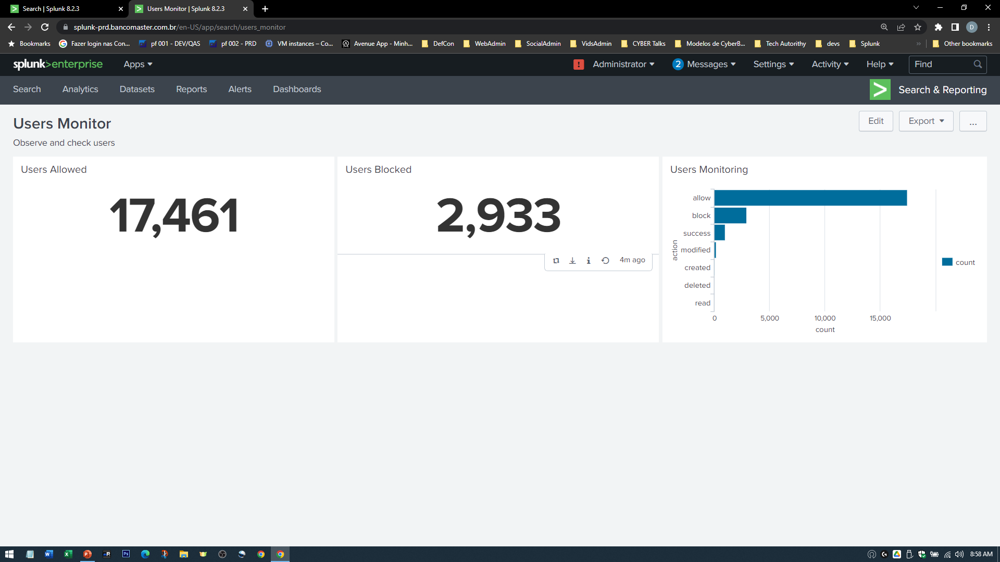 Search | Splunk 8.2.3
Users Monitor | Splunk 8.2.3
splunk-prd.bancomaster.com.br/en-US/app/search/users_monitor
D
Bookmarks
Fazer login nas Con...
pf 001 - DEV/QAS
pf 002 - PRD
VM instances – Co...
Avenue App - Minh...
DefCon
WebAdmin
SocialAdmin
VidsAdmin
CYBER Talks
Modelos de CyberB...
Tech Autorithy
devs
Splunk
»
Other bookmarks
splunk>enterprise
Apps
!
Administrator
2
Messages
Settings
Activity
Help
Find
Search
Analytics
Datasets
Reports
Alerts
Dashboards
Search & Reporting
Users Monitor
Edit
Export
...
Observe and check users
Users Allowed
17,461
Users Blocked
2,933
4m ago
Users Monitoring
action
allow
block
success
modified
created
deleted
read
0
5,000
10,000
15,000
count
count
8:58 AM